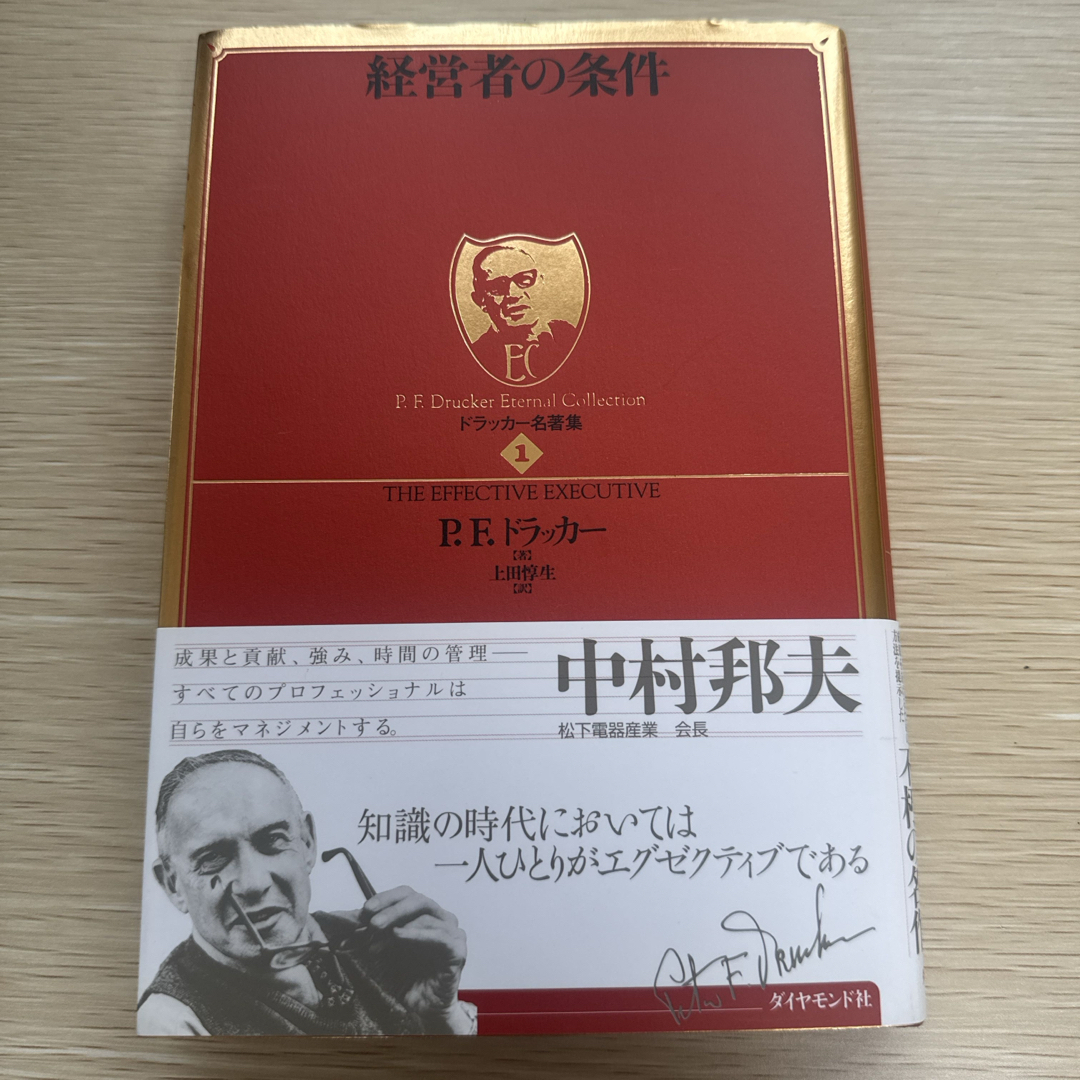 経営者の条件
EC
P. F. Drucker Eternal Collection
ドラッカー名著集
1
THE EFFECTIVE EXECUTIVE
P. F. ドラッカー
【著】
上田惇生
【訳】
成果と貢献、強み、時間の管理——
すべてのプロフェッショナルは
自らをマネジメントする。
中村邦夫
松下電器産業 会長
知識の時代においては
一人ひとりがエグゼクティブである
Peter F. Drucker
ダイヤモンド社